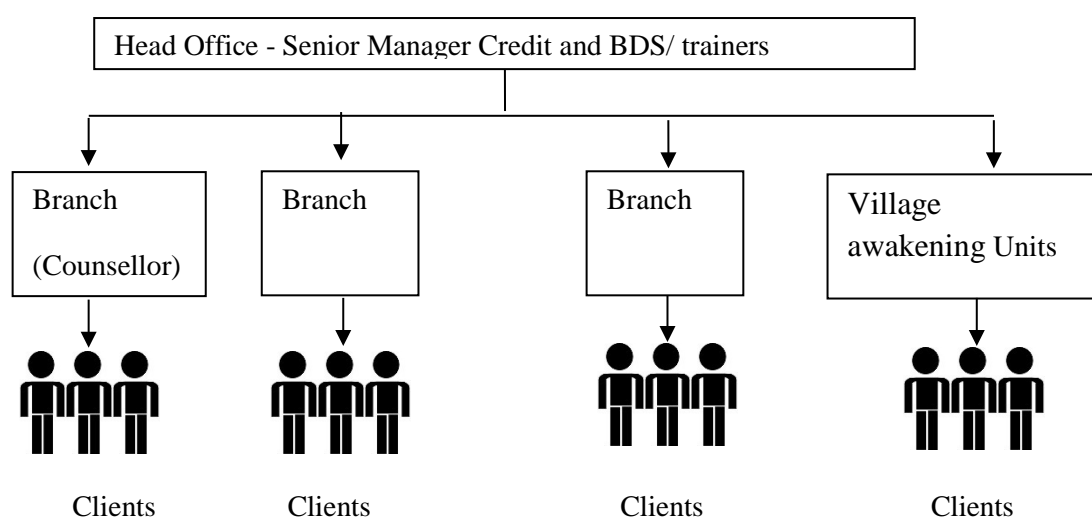 Head Office - Senior Manager Credit and BDS/ trainers
Branch
(Counsellor)
Branch
Branch
Village
awakening Units
Clients
Clients
Clients
Clients